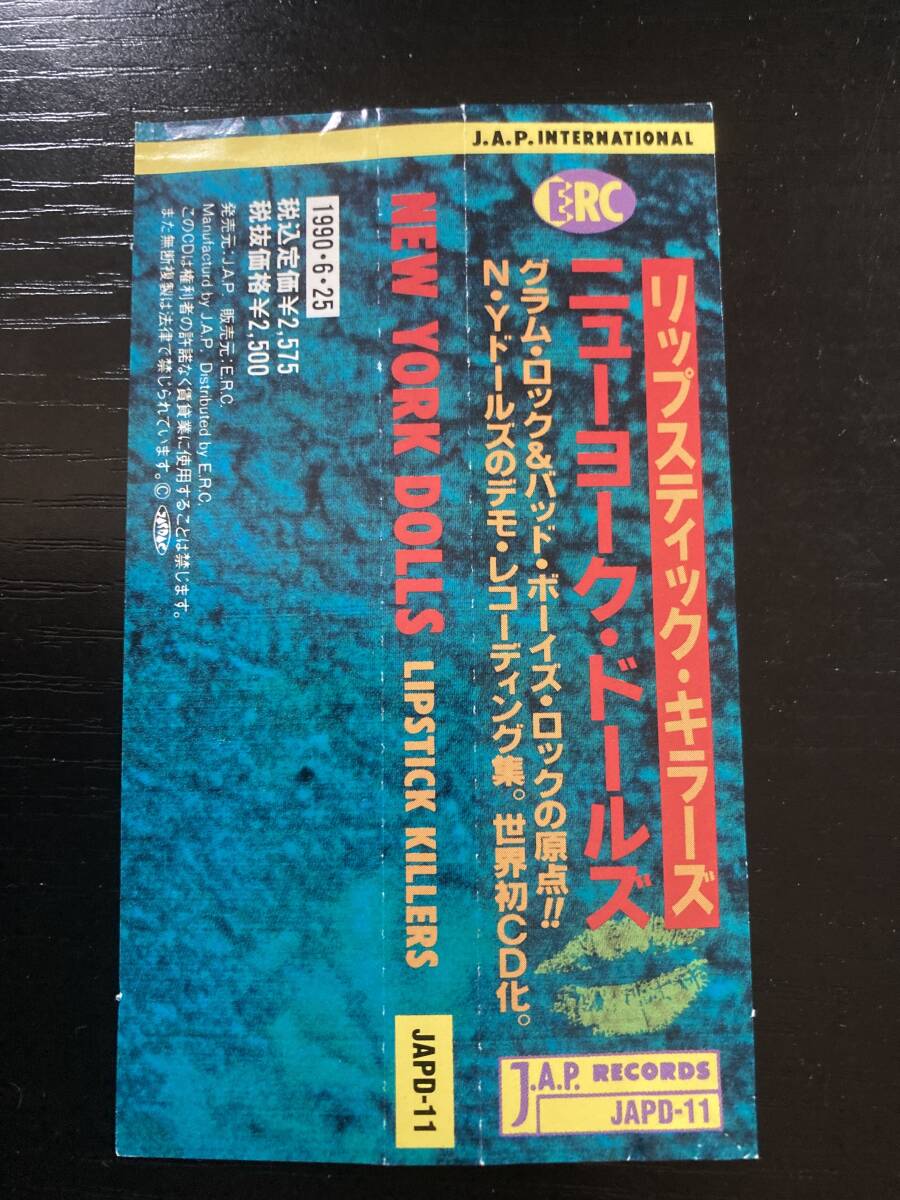 J.A.P. INTERNATIONAL
ERC
リップスティック・キラーズ
ニューヨーク・ドールズ
グラム・ロック&バッド・ボーイズ・ロックの原点!!
N・Yドールズのデモ・レコーディング集。世界初CD化。
J.A.P. RECORDS
JAPD-11
NEW YORK DOLLS LIPSTICK KILLERS
JAPD-11
1990・6・25
税込定価¥2,575
税抜価格¥2,500
発売元:J.A.P. 販売元:E.R.C.
Manufacturd by J.A.P. Distributed by E.R.C.
このCDは権利者の許諾なく賃貸業に使用することは禁じます。
また無断複製は法律で禁じられています。Ⓒ JASRAC